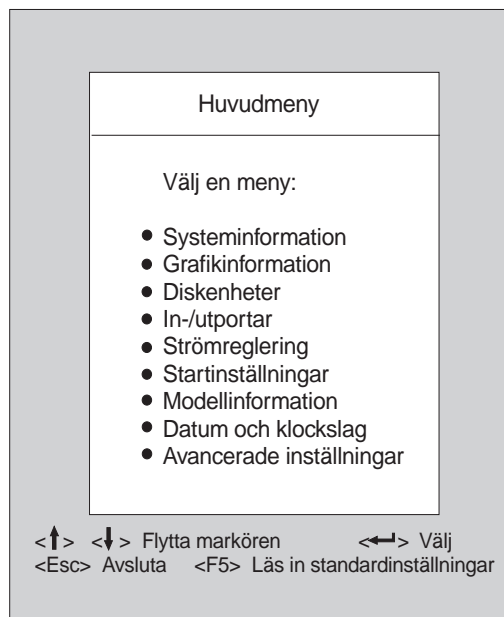 Huvudmeny
Välj en meny:
• Systeminformation
• Grafikinformation
• Diskenheter
• In-/utportar
• Strömreglering
• Startinställningar
• Modellinformation
• Datum och klockslag
• Avancerade inställningar
<↑> <↓> Flytta markören <↵> Välj
<Esc> Avsluta <F5> Läs in standardinställningar